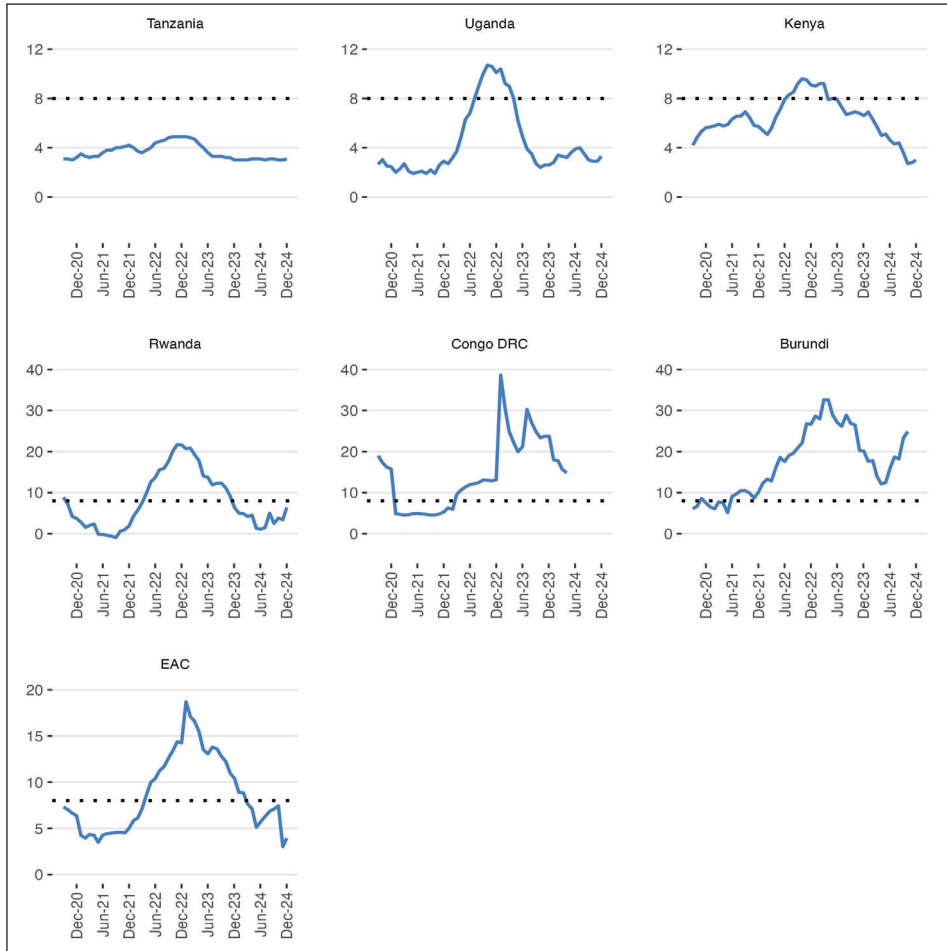 Tanzania
12
8
4
0
Dec-20
Jun-21
Dec-21
Jun-22
Dec-22
Jun-23
Dec-23
Jun-24
Dec-24
Uganda
12
8
4
0
Dec-20
Jun-21
Dec-21
Jun-22
Dec-22
Jun-23
Dec-23
Jun-24
Dec-24
Kenya
12
8
4
0
Dec-20
Jun-21
Dec-21
Jun-22
Dec-22
Jun-23
Dec-23
Jun-24
Dec-24
Rwanda
40
30
20
10
0
Dec-20
Jun-21
Dec-21
Jun-22
Dec-22
Jun-23
Dec-23
Jun-24
Dec-24
Congo DRC
40
30
20
10
0
Dec-20
Jun-21
Dec-21
Jun-22
Dec-22
Jun-23
Dec-23
Jun-24
Dec-24
Burundi
40
30
20
10
0
Dec-20
Jun-21
Dec-21
Jun-22
Dec-22
Jun-23
Dec-23
Jun-24
Dec-24
EAC
20
15
10
5
0
Dec-20
Jun-21
Dec-21
Jun-22
Dec-22
Jun-23
Dec-23
Jun-24
Dec-24